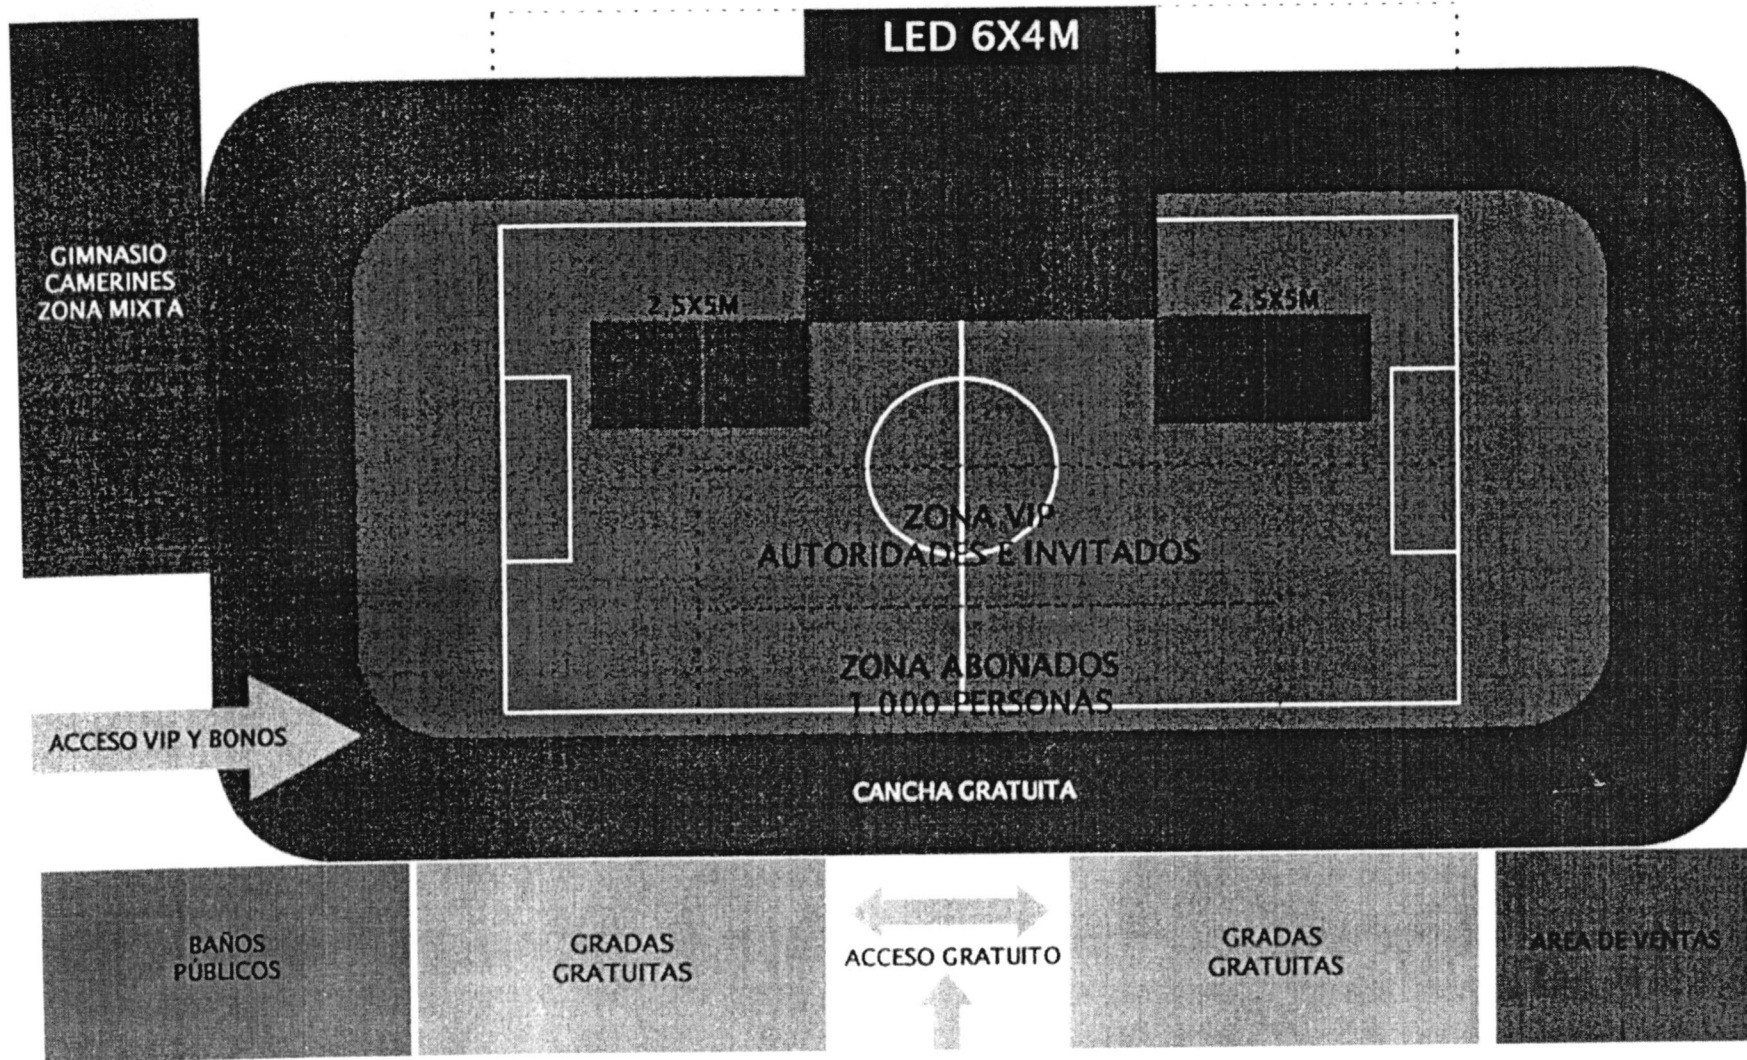 LED 6X4M
GIMNASIO
CAMERINES
ZONA MIXTA
2,5X5M
2,5X5M
ZONA VIP
AUTORIDADES E INVITADOS
ZONA ABONADOS
1.000 PERSONAS
ACCESO VIP Y BONOS
CANCHA GRATUITA
BAÑOS
PÚBLICOS
GRADAS
GRATUITAS
ACCESO GRATUITO
GRADAS
GRATUITAS
AREA DE VENTAS